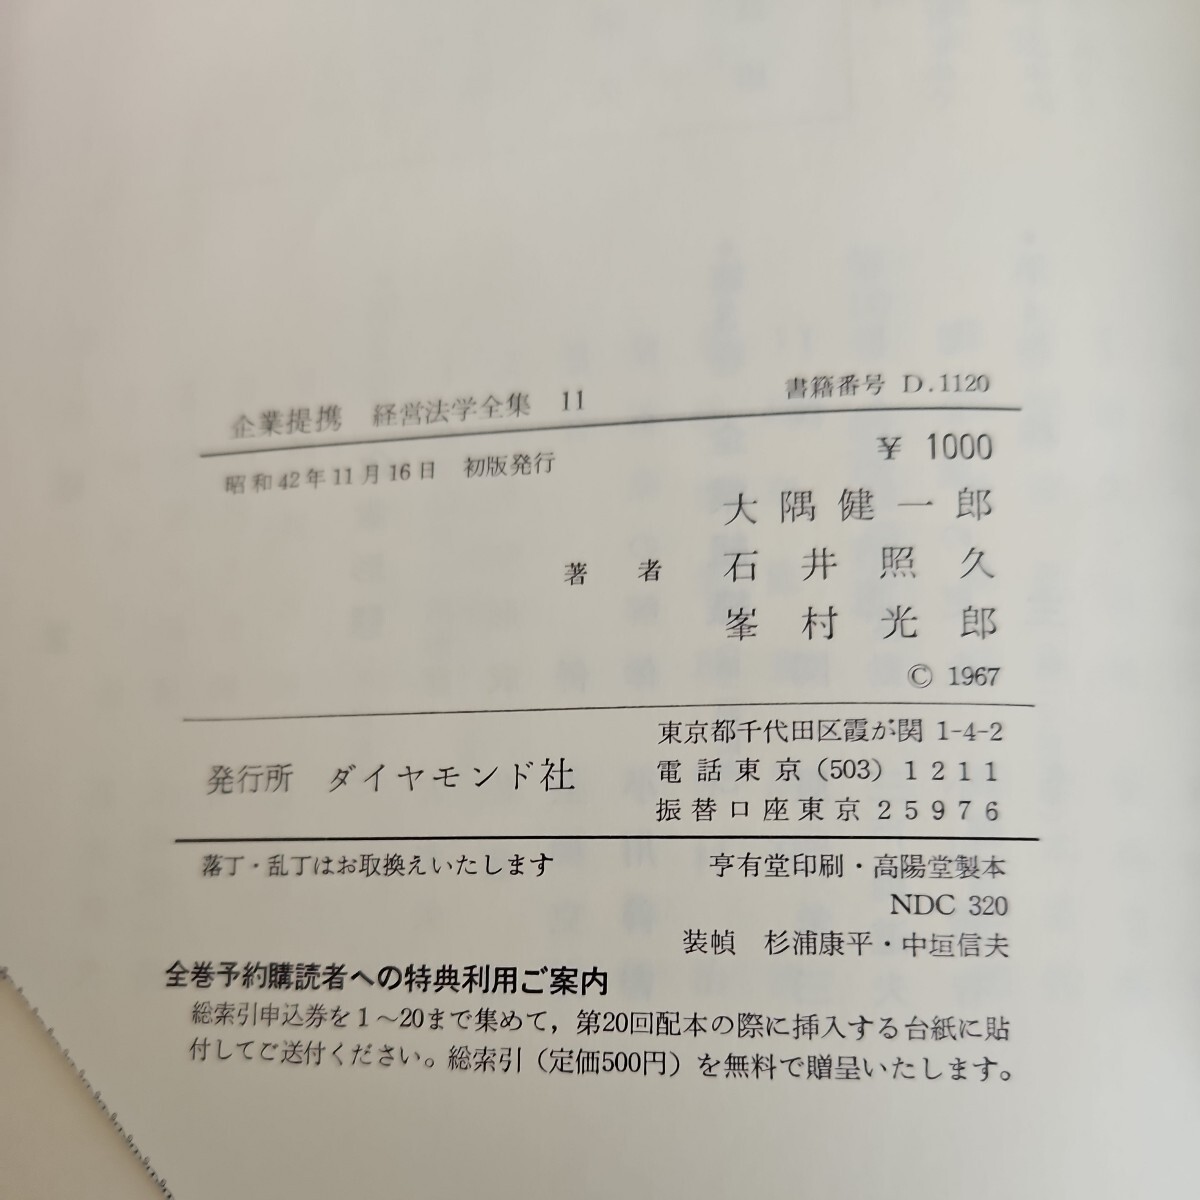 企業提携　経営法学全集　11　書籍番号 D.1120
昭和42年11月16日　初版発行
¥ 1000
大隅健一郎
著者　石井照久
峯村光郎
© 1967
発行所　ダイヤモンド社
東京都千代田区霞が関 1-4-2
電話東京 (503) 1211
振替口座東京 25976
落丁・乱丁はお取換えいたします
亨有堂印刷・高陽堂製本
NDC 320
装幀　杉浦康平・中垣信夫
全巻予約購読者への特典利用ご案内
総索引申込券を1～20まで集めて，第20回配本の際に挿入する台紙に貼
付してご送付ください。総索引（定価500円）を無料で贈呈いたします。